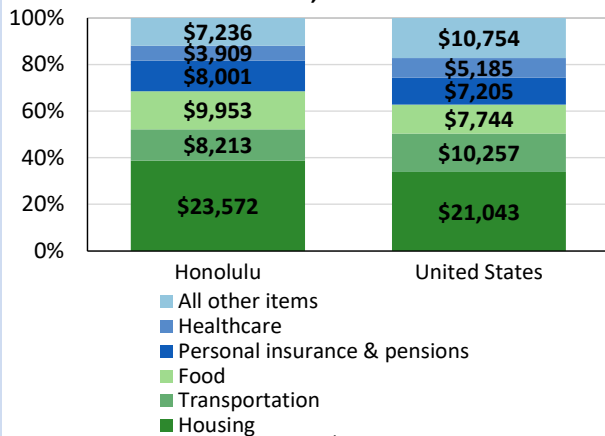 100%
$7,236
$10,754
$3,909
$5,185
80%
$8,001
$7,205
60%
$9,953
$7,744
40%
$8,213
$10,257
20%
$23,572
$21,043
0%
Honolulu
United States
All other items
Healthcare
Personal insurance & pensions
Food
Transportation
Housing